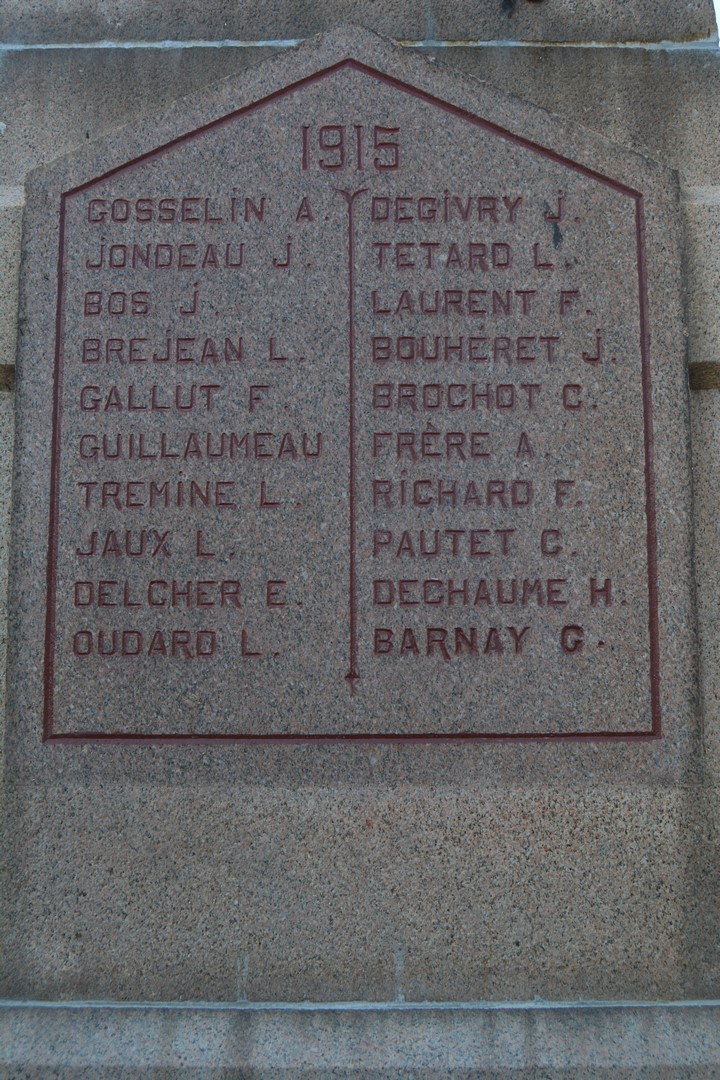 1915
GOSSELIN A.
JONDEAU J.
BOS J.
BREJEAN L.
GALLUT F.
GUILLAUMEAU
TREMINE L.
JAUX L.
DELCHER E.
OUDARD L.
DEGIVRY J.
TETARD L.
LAURENT F.
BOUHERET J.
BROCHOT C.
FRÈRE A.
RICHARD F.
PAUTET C.
DECHAUME H.
BARNAY G.